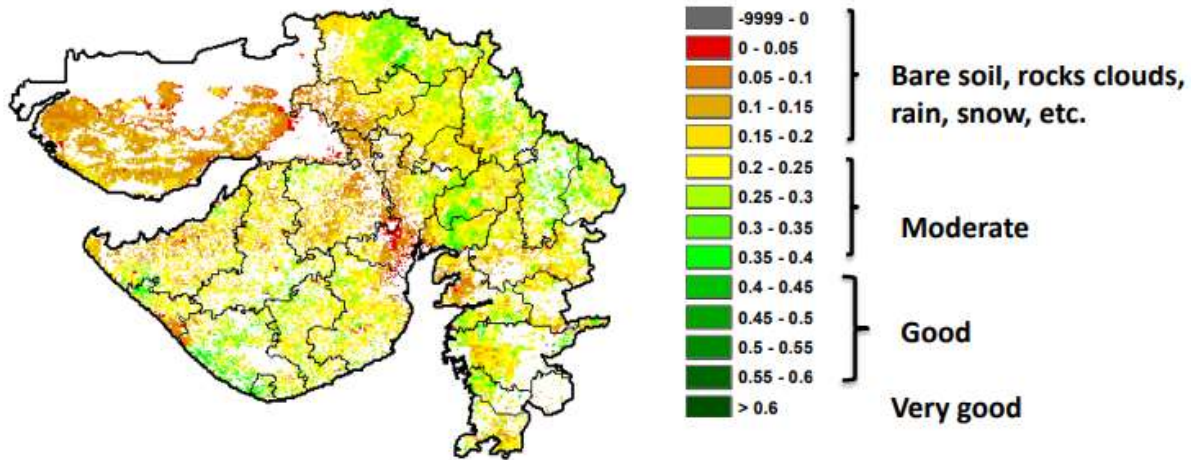 -9999 - 0
0 - 0.05
0.05 - 0.1
0.1 - 0.15
0.15 - 0.2
0.2 - 0.25
0.25 - 0.3
0.3 - 0.35
0.35 - 0.4
0.4 - 0.45
0.45 - 0.5
0.5 - 0.55
0.55 - 0.6
> 0.6
Bare soil, rocks clouds,
rain, snow, etc.
Moderate
Good
Very good